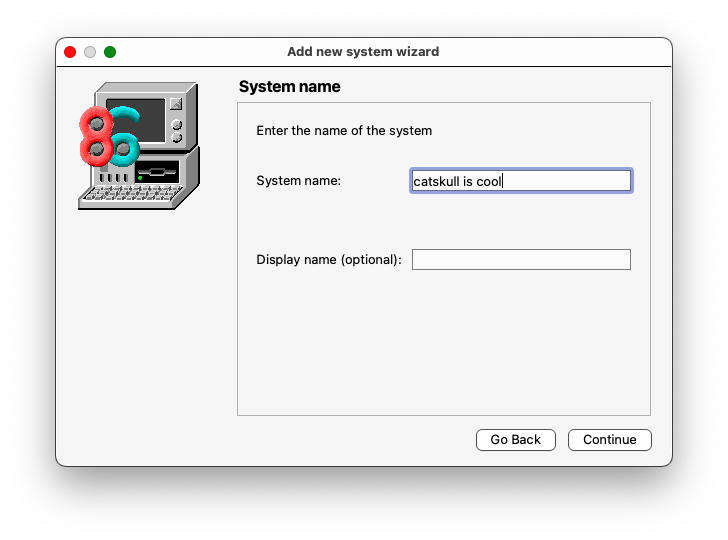 Add new system wizard
System name
Enter the name of the system
System name: catskull is cool
Display name (optional):
Go Back Continue
86